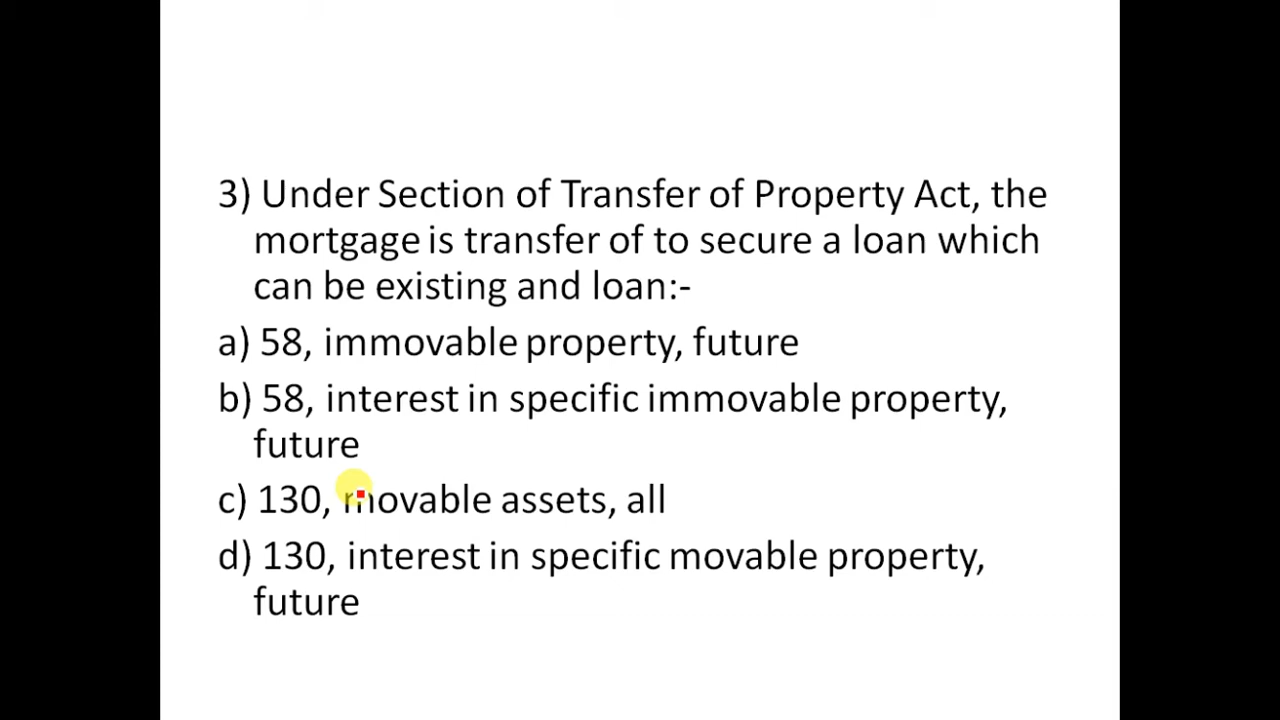 3) Under Section of Transfer of Property Act, the
mortgage is transfer of to secure a loan which
can be existing and loan:-
a) 58, immovable property, future
b) 58, interest in specific immovable property,
future
c) 130, movable assets, all
d) 130, interest in specific movable property,
future